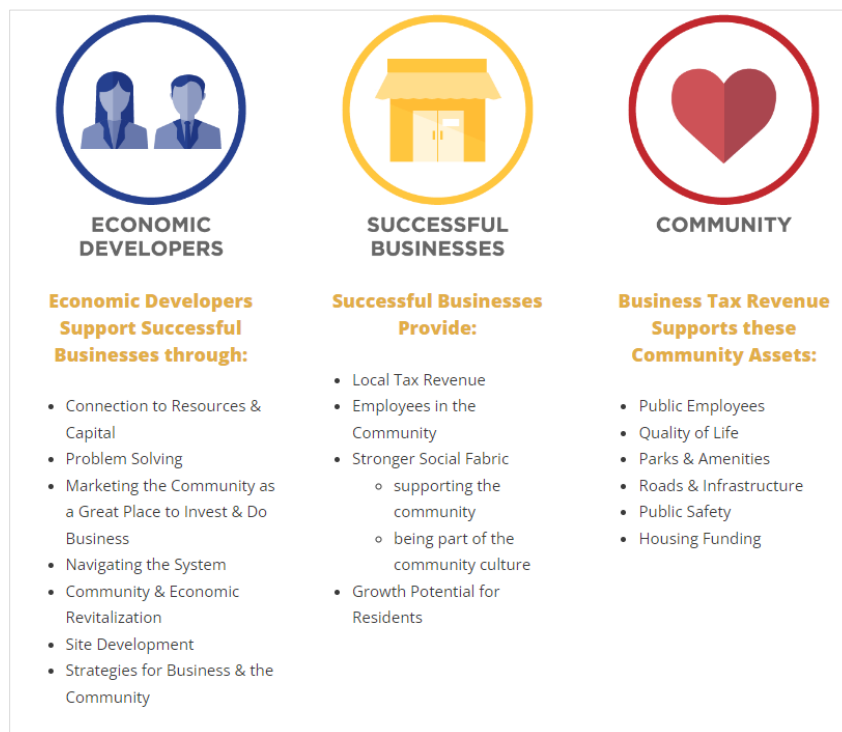 ECONOMIC
DEVELOPERS
Economic Developers
Support Successful
Businesses through:
• Connection to Resources &
Capital
• Problem Solving
• Marketing the Community as
a Great Place to Invest & Do
Business
• Navigating the System
• Community & Economic
Revitalization
• Site Development
• Strategies for Business & the
Community
SUCCESSFUL
BUSINESSES
Successful Businesses
Provide:
• Local Tax Revenue
• Employees in the
Community
• Stronger Social Fabric
◦ supporting the
community
◦ being part of the
community culture
• Growth Potential for
Residents
COMMUNITY
Business Tax Revenue
Supports these
Community Assets:
• Public Employees
• Quality of Life
• Parks & Amenities
• Roads & Infrastructure
• Public Safety
• Housing Funding